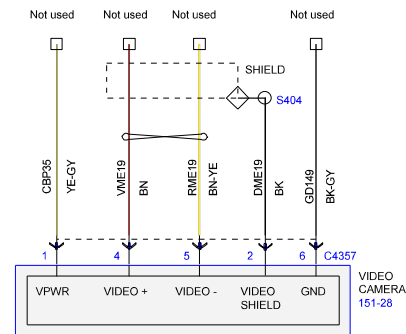 Not used Not used Not used Not used
SHIELD
S404
CBP35 YE-GY VME19 BN RME19 BN-YE DME19 BK GD149 BK-GY
1 4 5 2 6 C4357
VPWR VIDEO + VIDEO - VIDEO SHIELD GND
VIDEO
CAMERA
151-28